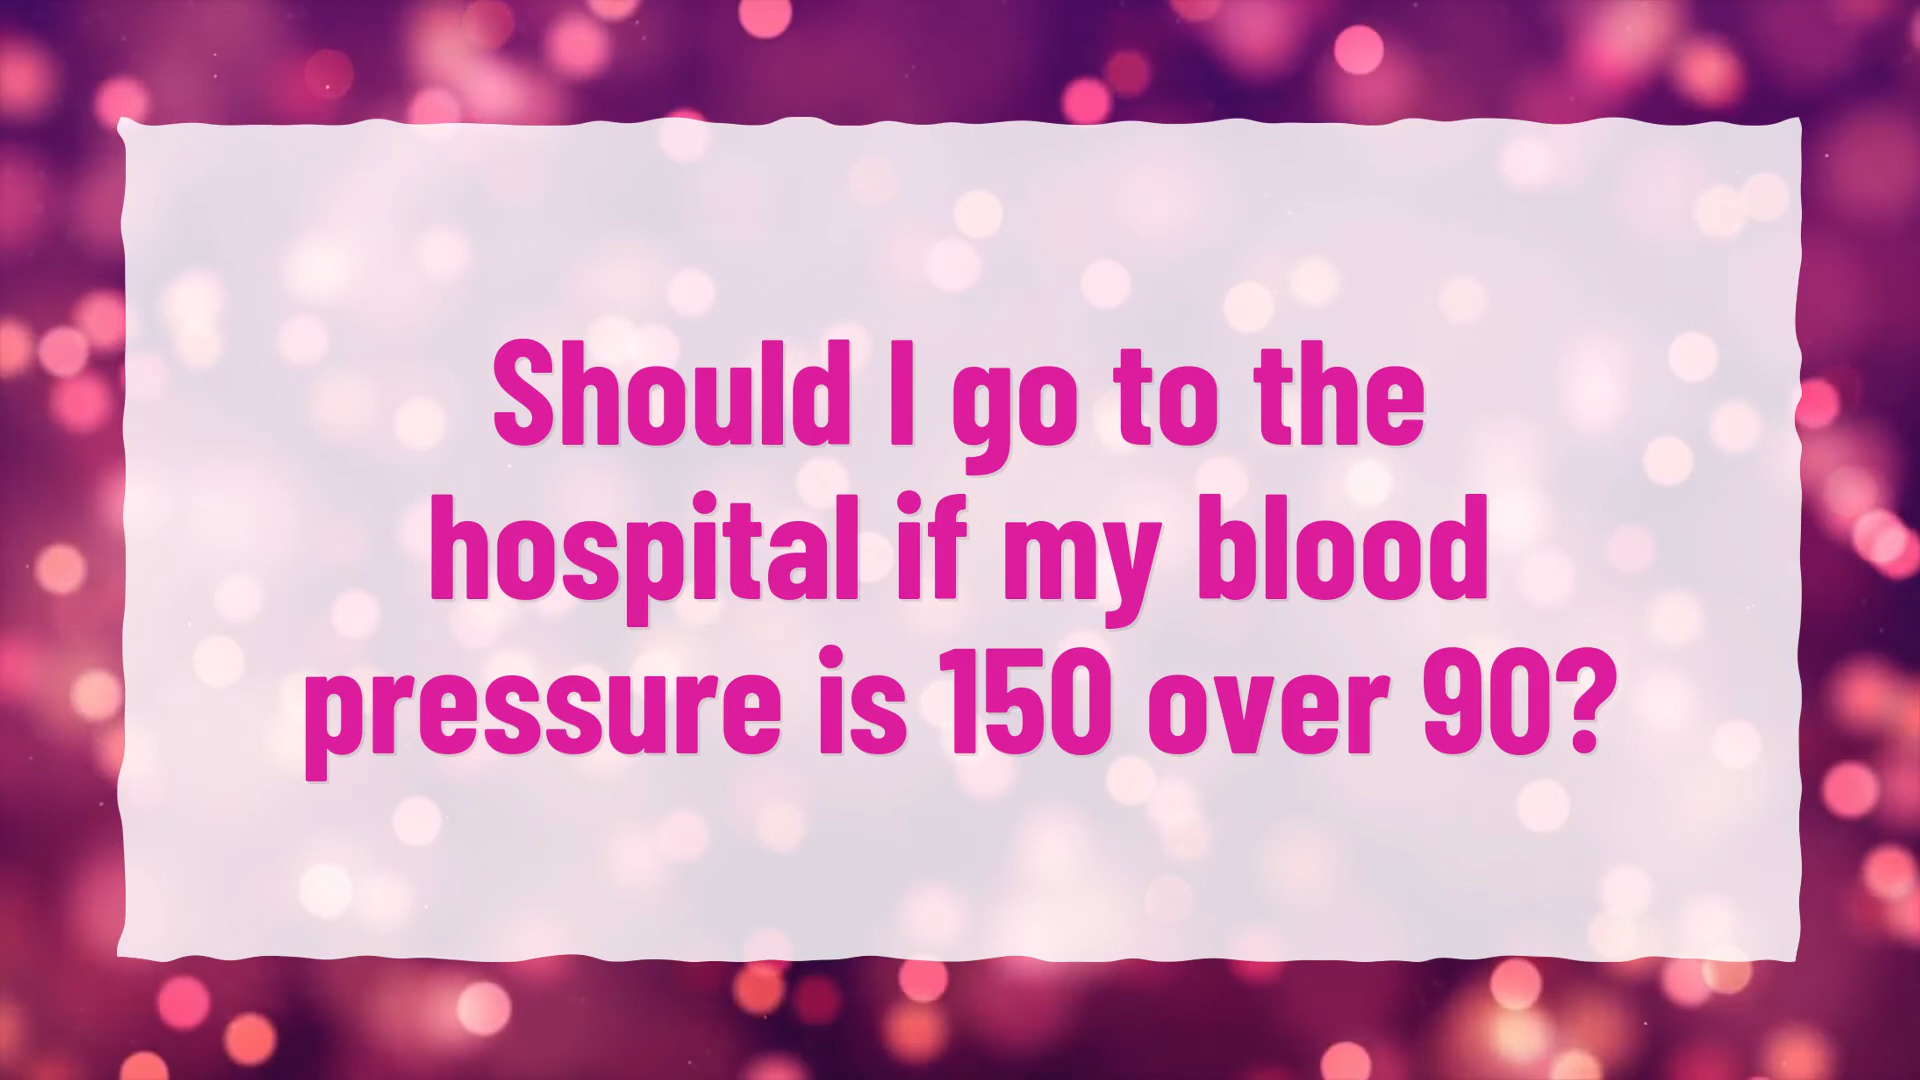 Should I go to the
hospital if my blood
pressure is 150 over 90?